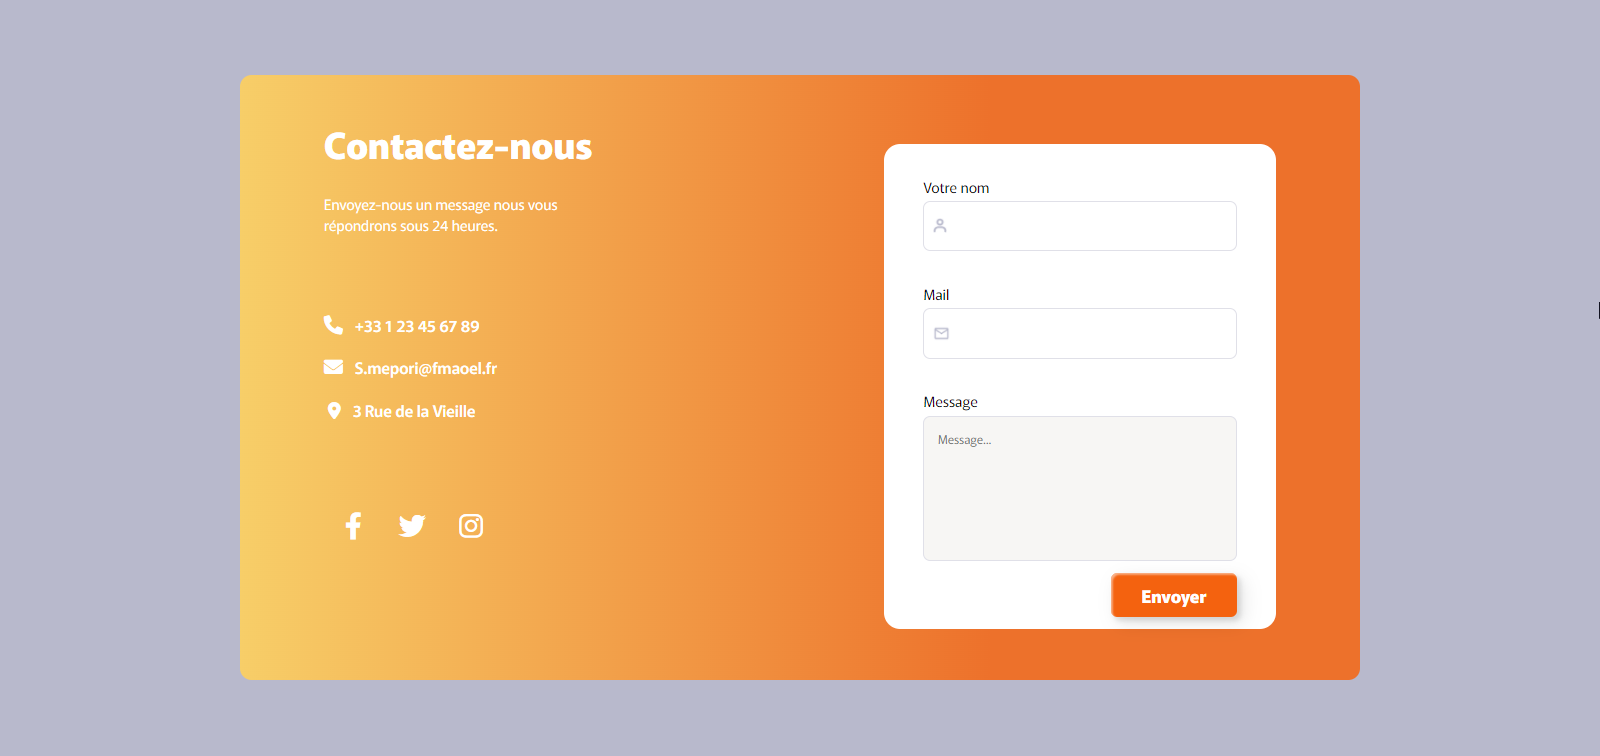 Contactez-nous
Envoyez-nous un message nous vous
répondrons sous 24 heures.
+33 1 23 45 67 89
S.mepori@fmaoel.fr
3 Rue de la Vieille
Votre nom
Mail
Message
Message...
Envoyer